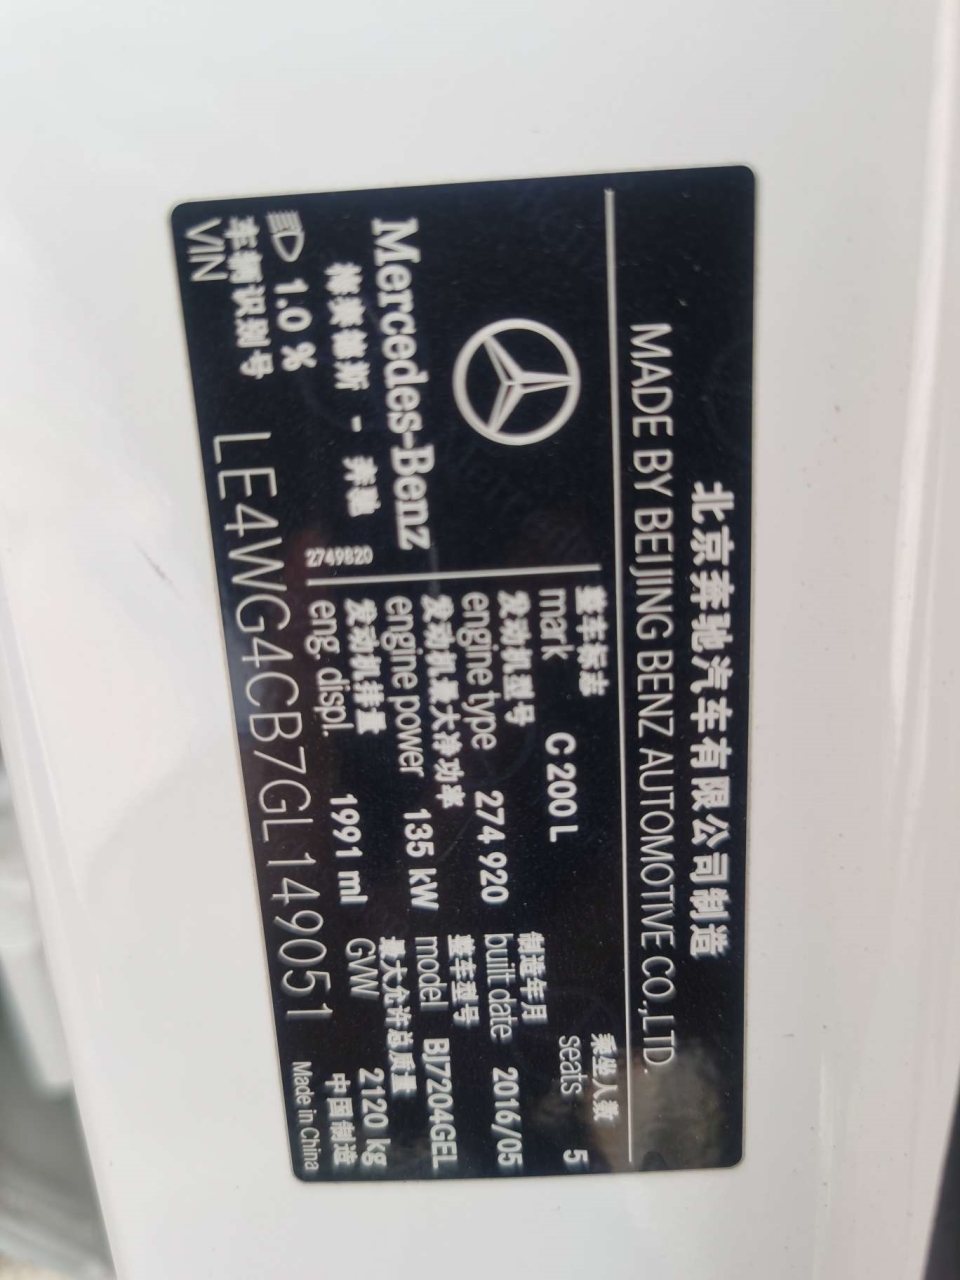 北京奔驰汽车有限公司制造
MADE BY BEIJING BENZ AUTOMOTIVE CO.,LTD.
Mercedes-Benz
梅赛德斯 - 奔驰
2749820
整车标志
mark C 200 L
乘坐人数
seats 5
发动机型号
engine type 274 920
制造年月
built date 2016/05
发动机最大净功率
engine power 135 kW
整车型号
model BJ7204GEL
发动机排量
eng. displ. 1991 ml
最大允许总质量
GW 2120 kg
1.0 %
车辆识别号
VIN LE4WG4CB7GL149051
中国制造
Made in China